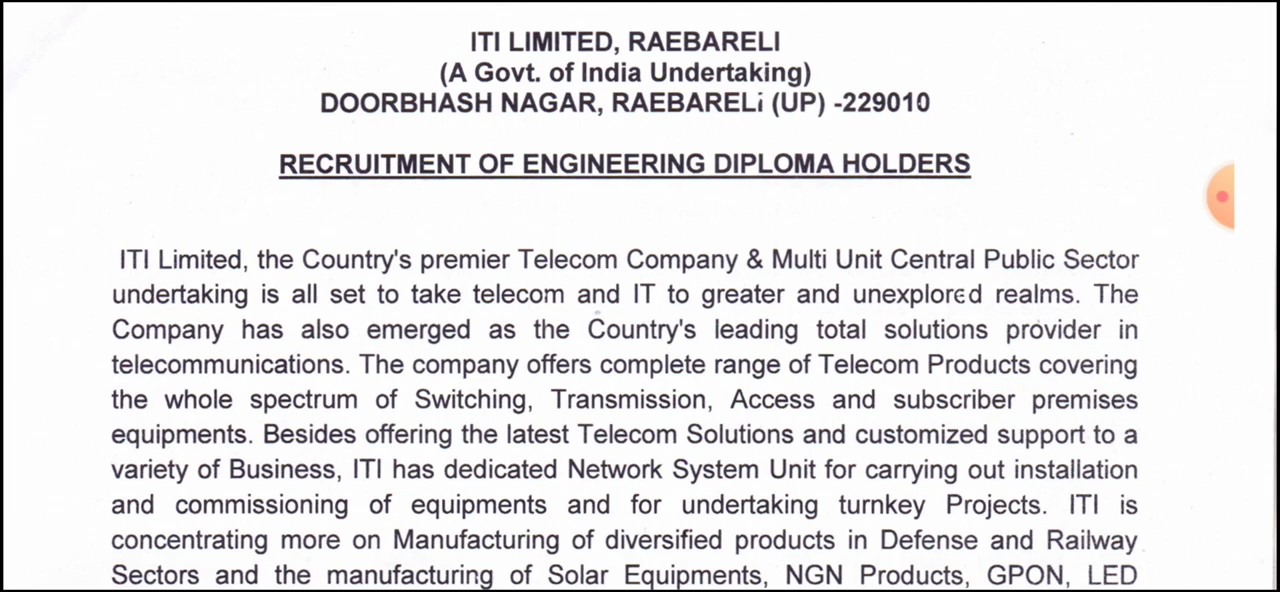 ITI LIMITED, RAEBARELI
(A Govt. of India Undertaking)
DOORBHASH NAGAR, RAEBARELi (UP) -229010
RECRUITMENT OF ENGINEERING DIPLOMA HOLDERS
ITI Limited, the Country's premier Telecom Company & Multi Unit Central Public Sector
undertaking is all set to take telecom and IT to greater and unexplored realms. The
Company has also emerged as the Country's leading total solutions provider in
telecommunications. The company offers complete range of Telecom Products covering
the whole spectrum of Switching, Transmission, Access and subscriber premises
equipments. Besides offering the latest Telecom Solutions and customized support to a
variety of Business, ITI has dedicated Network System Unit for carrying out installation
and commissioning of equipments and for undertaking turnkey Projects. ITI is
concentrating more on Manufacturing of diversified products in Defense and Railway
Sectors and the manufacturing of Solar Equipments, NGN Products, GPON, LED